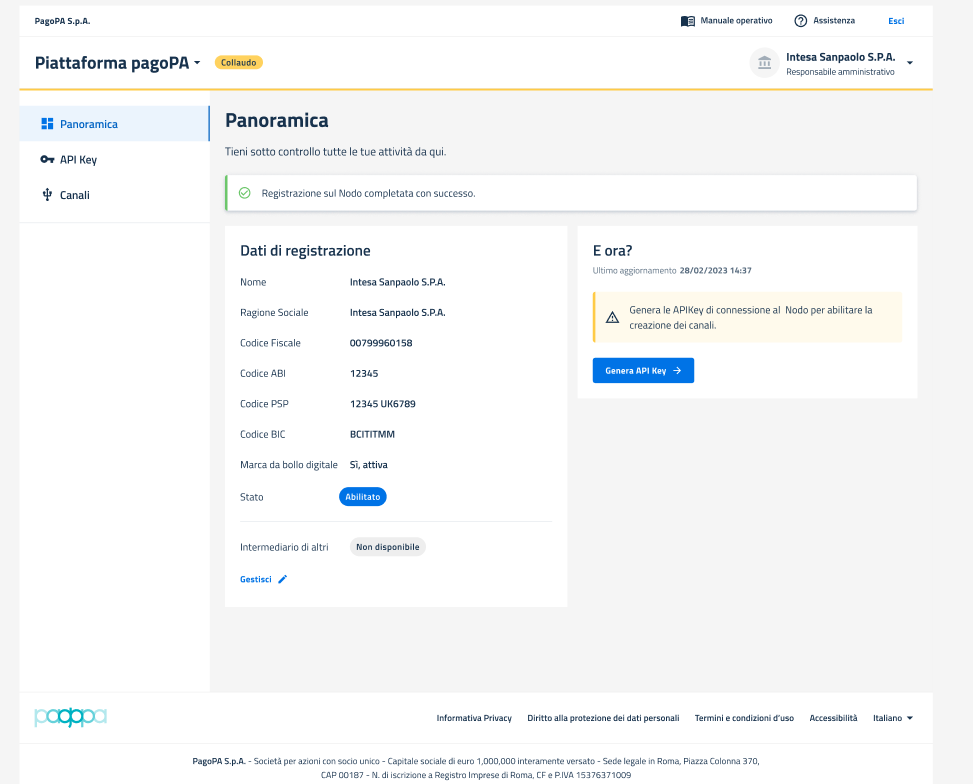 PagoPA S.p.A.
Manuale operativo
Assistenza
Esci
Piattaforma pagoPA
Collaudo
Intesa Sanpaolo S.P.A.
Responsabile amministrativo
Panoramica
API Key
Canali
Panoramica
Tieni sotto controllo tutte le tue attività da qui.
Registrazione sul Nodo completata con successo.
Dati di registrazione
Nome Intesa Sanpaolo S.P.A.
Ragione Sociale Intesa Sanpaolo S.P.A.
Codice Fiscale 00799960158
Codice ABI 12345
Codice PSP 12345 UK6789
Codice BIC BCITITMM
Marca da bollo digitale Sì, attiva
Stato Abilitato
Intermediario di altri Non disponibile
Gestisci
E ora?
Ultimo aggiornamento 28/02/2023 14:37
Genera le APIKey di connessione al Nodo per abilitare la
creazione dei canali.
Genera API Key
pagopa
Informativa Privacy
Diritto alla protezione dei dati personali
Termini e condizioni d'uso
Accessibilità
Italiano
PagoPA S.p.A. - Società per azioni con socio unico - Capitale sociale di euro 1,000,000 interamente versato - Sede legale in Roma, Piazza Colonna 370,
CAP 00187 - N. di iscrizione a Registro Imprese di Roma, CF e P.IVA 15376371009